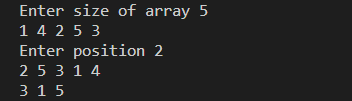 Enter size of array 5
1 4 2 5 3
Enter position 2
2 5 3 1 4
3 1 5